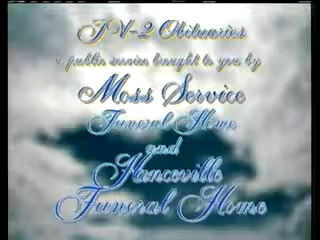 TV-2 Obituaries
a public service brought to you by
Moss Service
Funeral Home
and
Hanceville
Funeral Home